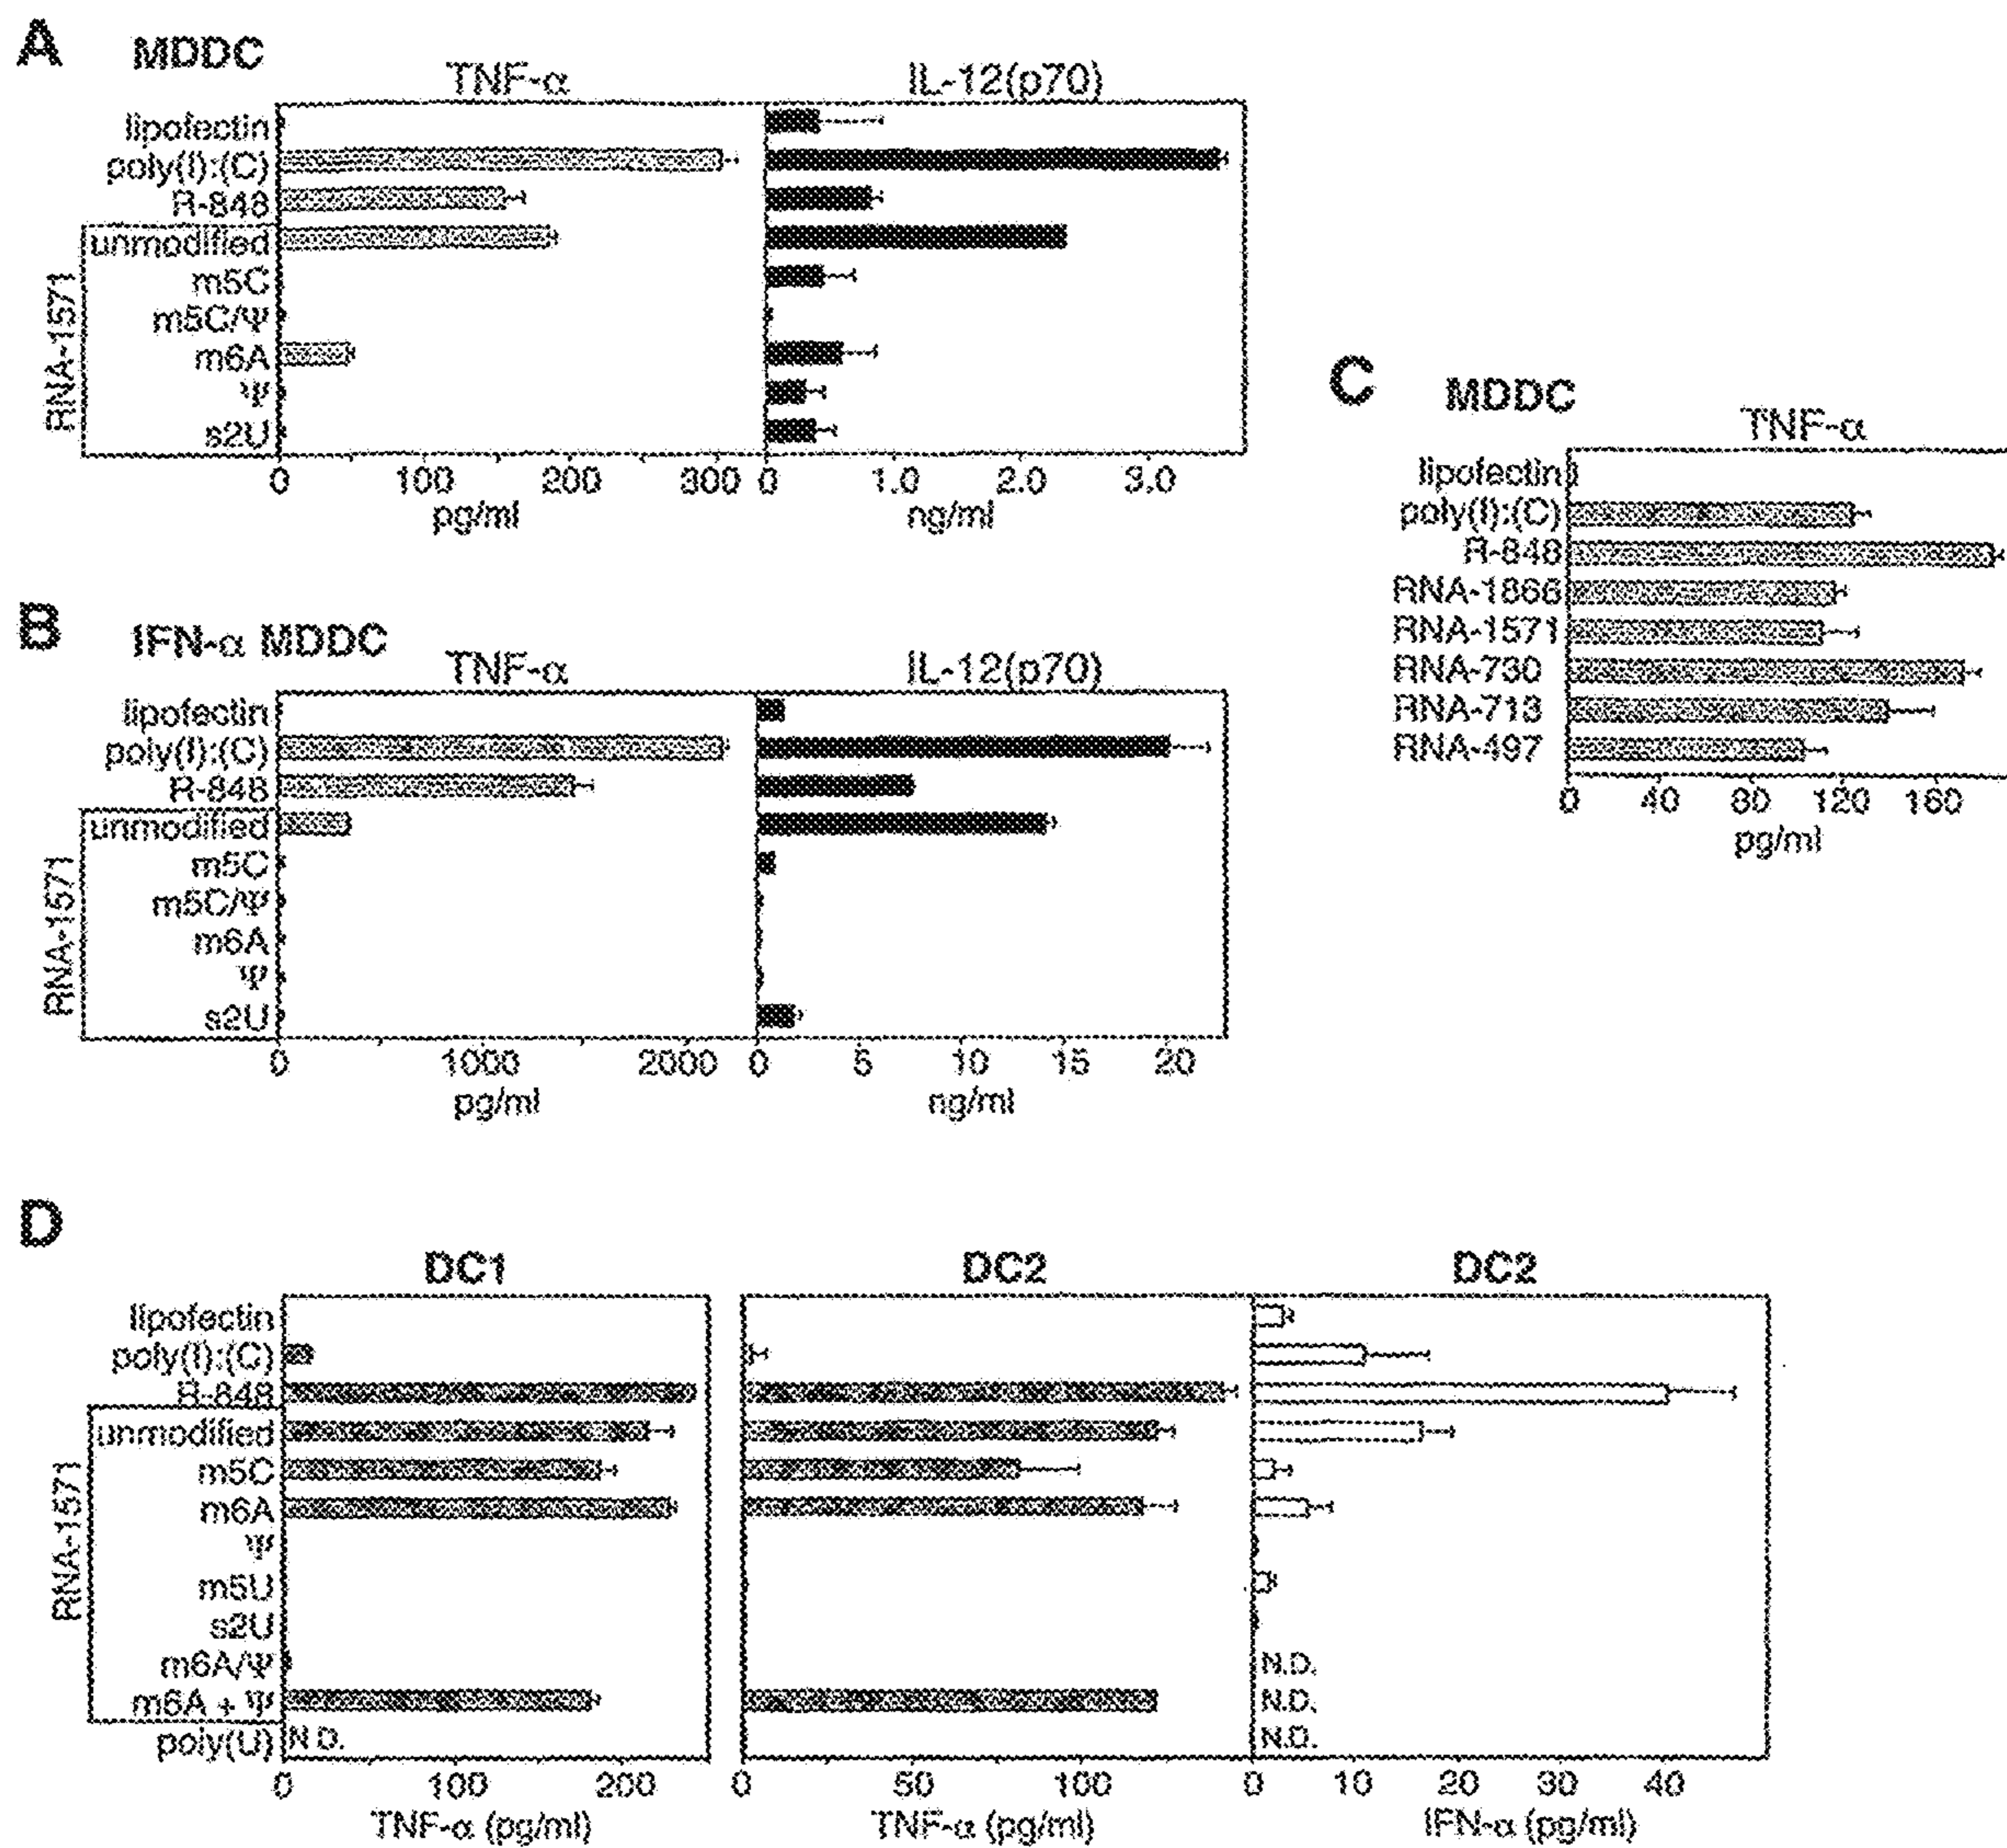 A MDDC
TNF-α IL-12(p70)
lipofectin
poly(I):(C)
R-848
RNA-1571
unmodified
m5C
m5C/Ψ
m6A
Ψ
s2U
0 100 200 300 0 1.0 2.0 3.0
pg/ml ng/ml
B IFN-α MDDC
TNF-α IL-12(p70)
lipofectin
poly(I):(C)
R-848
RNA-1571
unmodified
m5C
m5C/Ψ
m6A
Ψ
s2U
0 1000 2000 0 5 10 15 20
pg/ml ng/ml
C MDDC
TNF-α
lipofectin
poly(I):(C)
R-848
RNA-1866
RNA-1571
RNA-730
RNA-713
RNA-497
0 40 80 120 160
pg/ml
D
DC1 DC2 DC2
lipofectin
poly(I):(C)
R-848
RNA-1571
unmodified
m5C
m6A
Ψ
m5U
s2U
m6A/Ψ N.D.
m6A + Ψ N.D.
poly(U) N.D. N.D.
0 100 200 0 50 100 0 10 20 30 40
TNF-α (pg/ml) TNF-α (pg/ml) IFN-α (pg/ml)